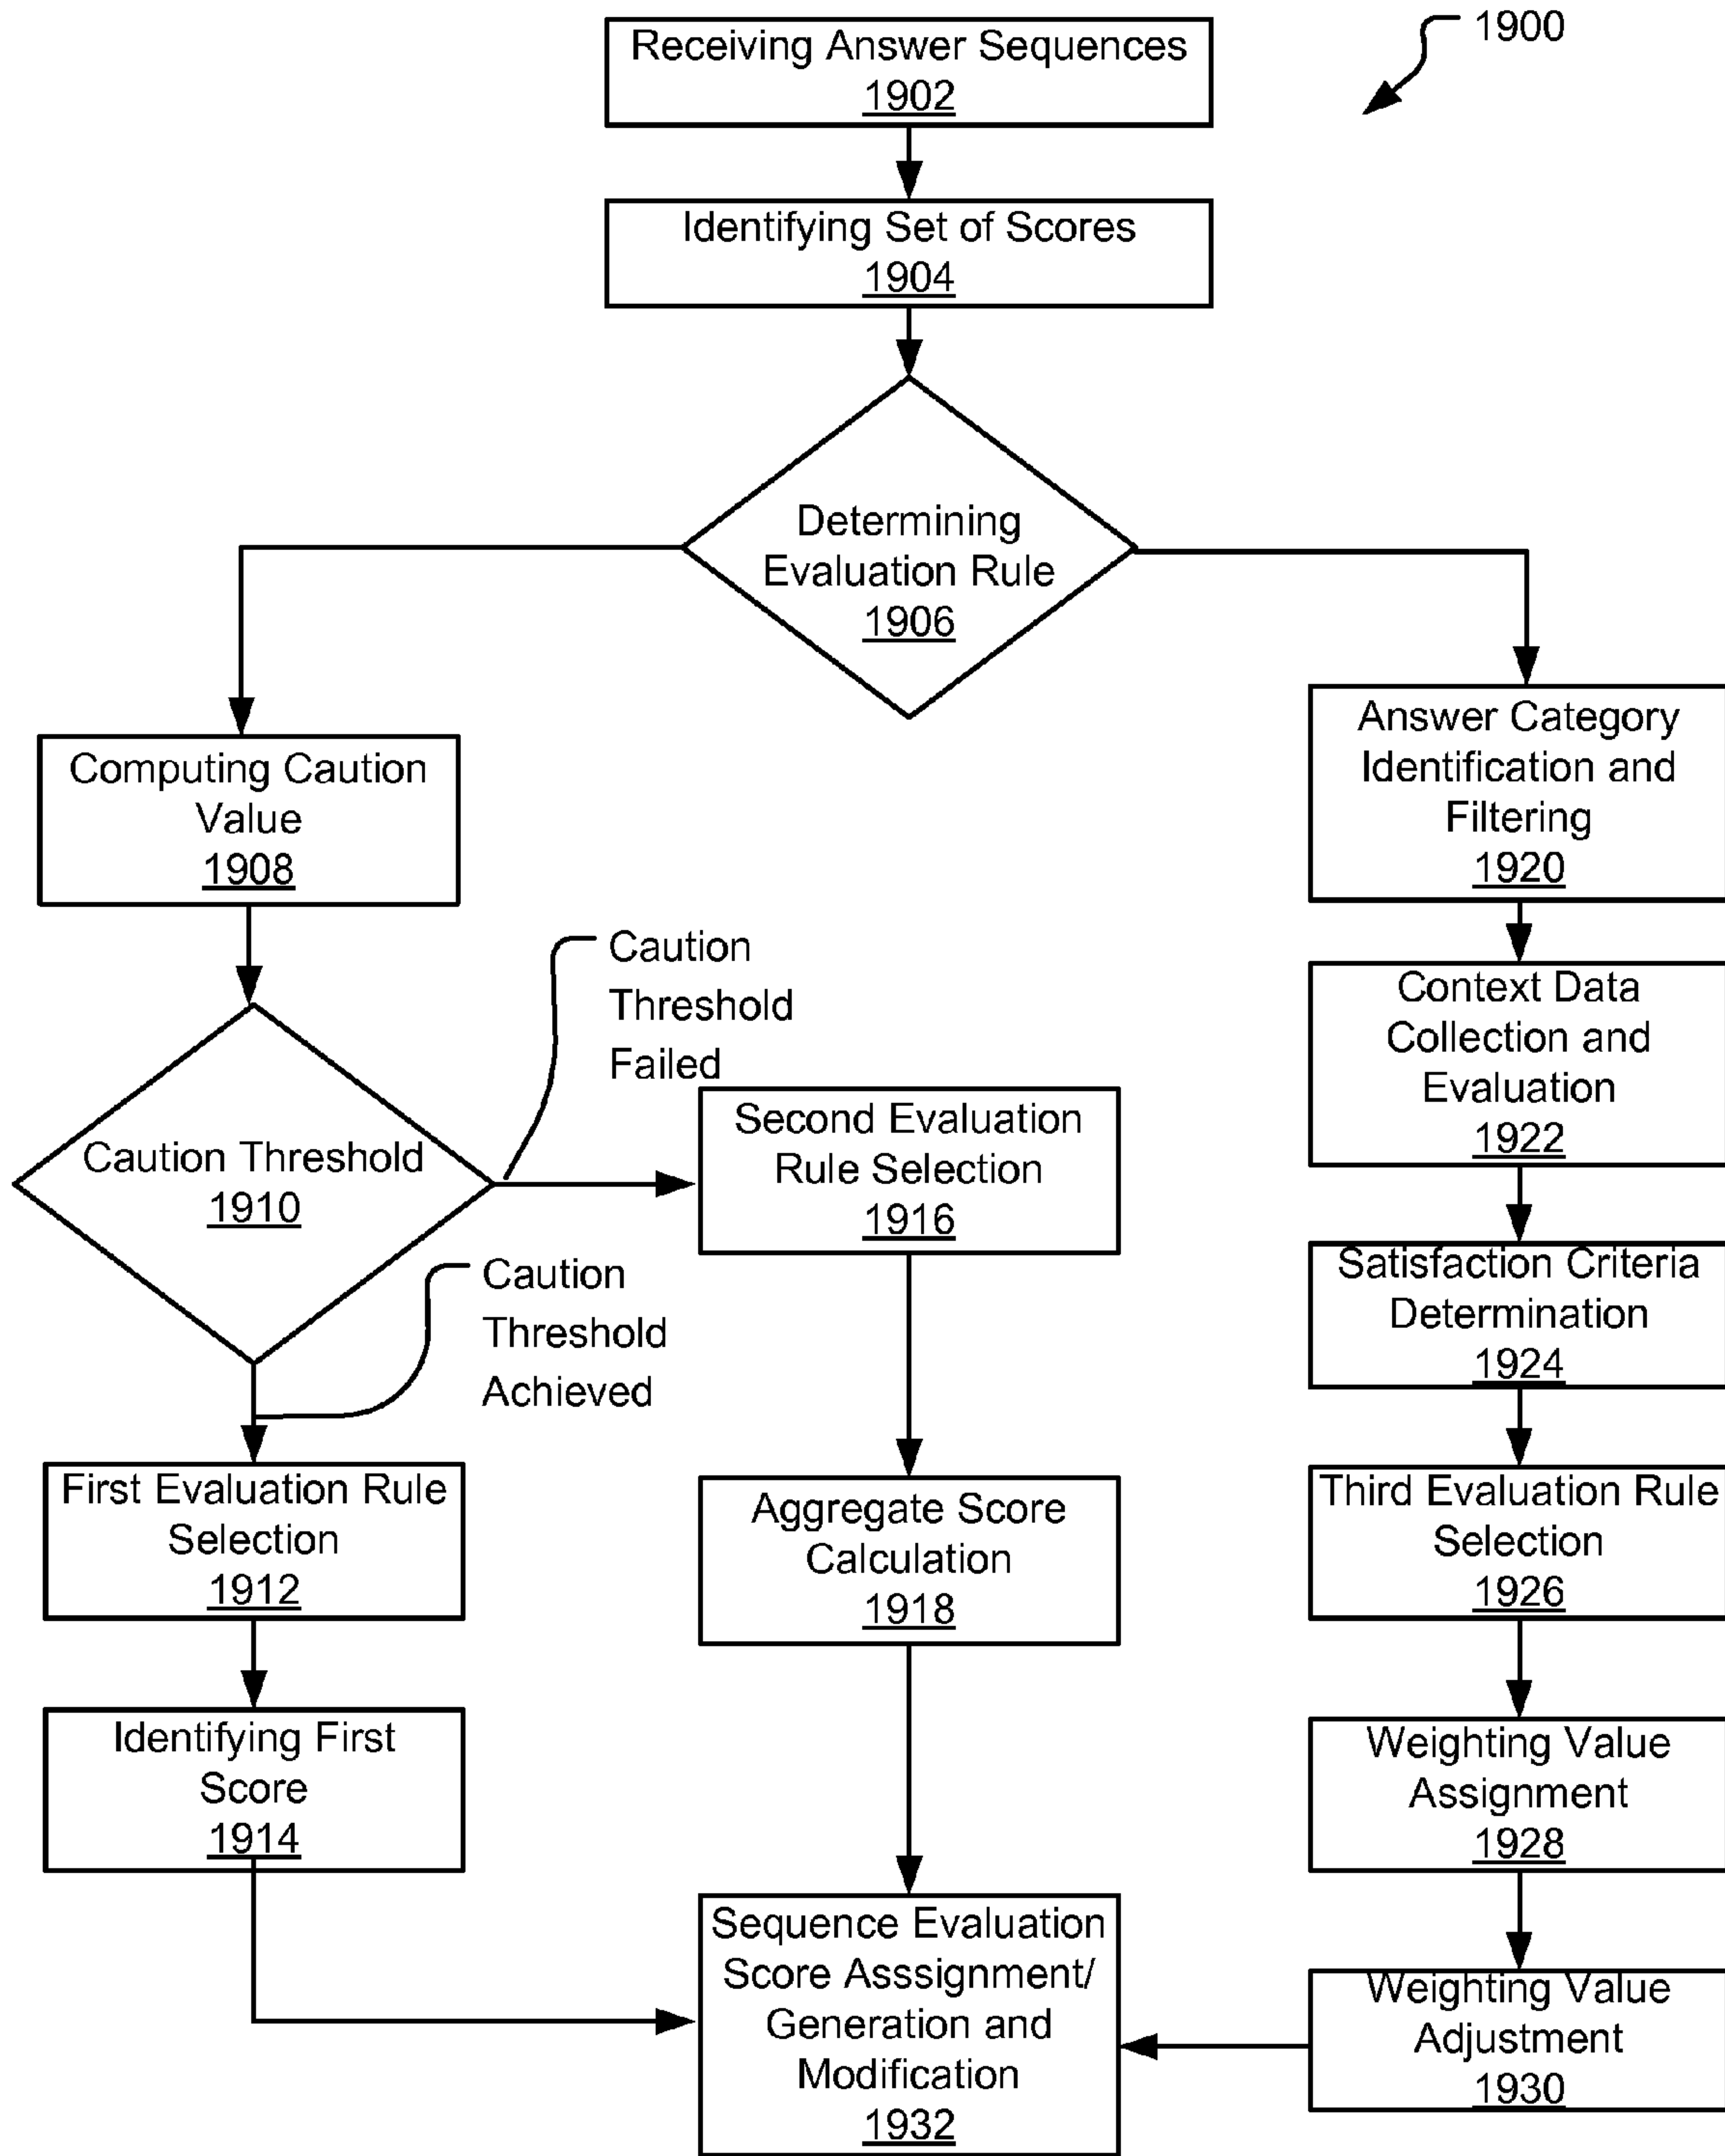 1900
Receiving Answer Sequences
1902
Identifying Set of Scores
1904
Determining
Evaluation Rule
1906
Computing Caution
Value
1908
Caution Threshold
1910
Caution
Threshold
Failed
Caution
Threshold
Achieved
First Evaluation Rule
Selection
1912
Identifying First
Score
1914
Second Evaluation
Rule Selection
1916
Aggregate Score
Calculation
1918
Answer Category
Identification and
Filtering
1920
Context Data
Collection and
Evaluation
1922
Satisfaction Criteria
Determination
1924
Third Evaluation Rule
Selection
1926
Weighting Value
Assignment
1928
Weighting Value
Adjustment
1930
Sequence Evaluation
Score Asssignment/
Generation and
Modification
1932